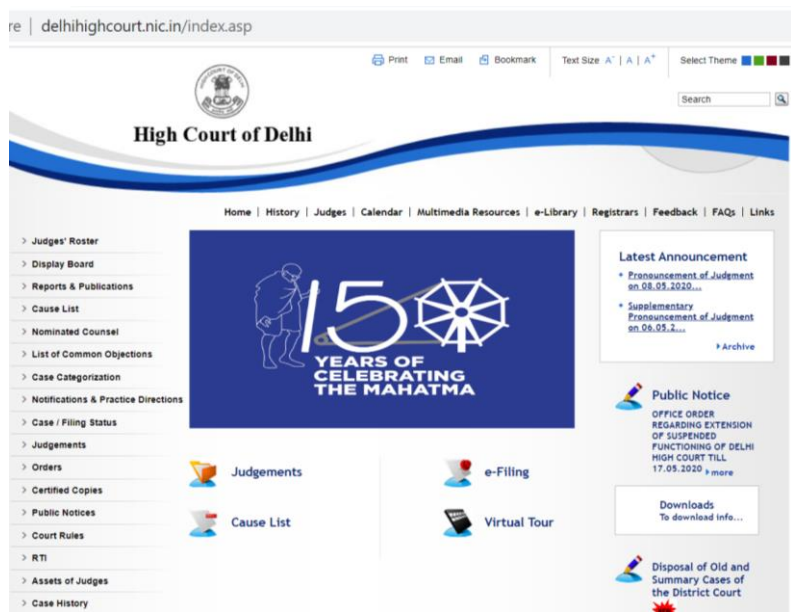 re | delhihighcourt.nic.in/index.asp
Print Email Bookmark Text Size A- | A | A+ Select Theme
Search
High Court of Delhi
Home | History | Judges | Calendar | Multimedia Resources | e-Library | Registrars | Feedback | FAQs | Links
> Judges' Roster
> Display Board
> Reports & Publications
> Cause List
> Nominated Counsel
> List of Common Objections
> Case Categorization
> Notifications & Practice Directions
> Case / Filing Status
> Judgements
> Orders
> Certified Copies
> Public Notices
> Court Rules
> RTI
> Assets of Judges
> Case History
150
YEARS OF
CELEBRATING
THE MAHATMA
Judgements
e-Filing
Cause List
Virtual Tour
Latest Announcement
Pronouncement of Judgment
on 08.05.2020...
Supplementary
Pronouncement of Judgment
on 06.05.2...
Archive
Public Notice
OFFICE ORDER
REGARDING EXTENSION
OF SUSPENDED
FUNCTIONING OF DELHI
HIGH COURT TILL
17.05.2020 more
Downloads
To download info...
Disposal of Old and
Summary Cases of
the District Court